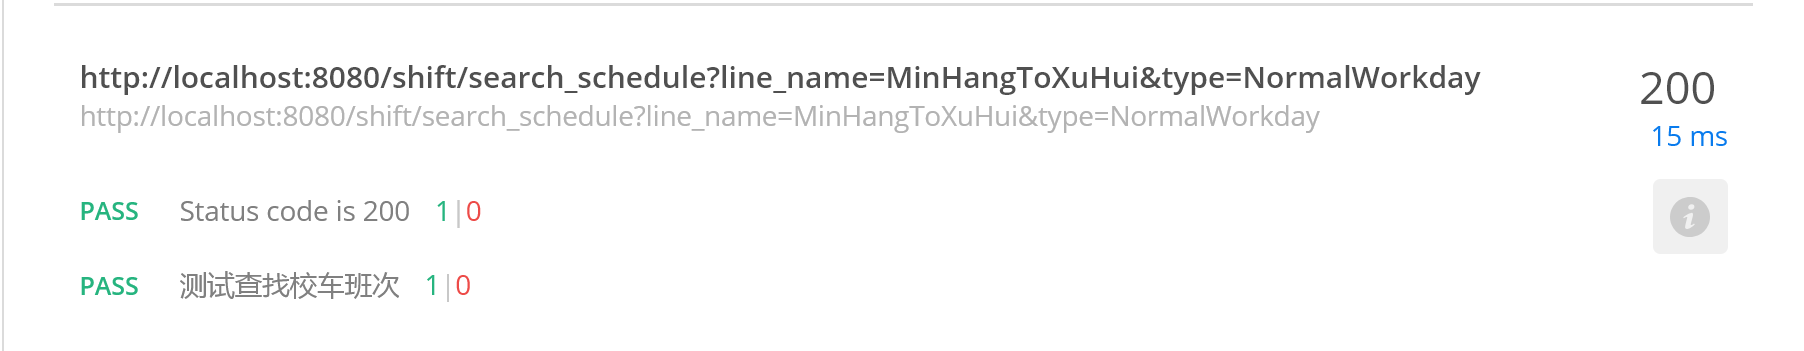 http://localhost:8080/shift/search_schedule?line_name=MinHangToXuHui&type=NormalWorkday
200
http://localhost:8080/shift/search_schedule?line_name=MinHangToXuHui&type=NormalWorkday
15 ms
PASS Status code is 200 1|0
PASS 测试查找校车班次 1|0